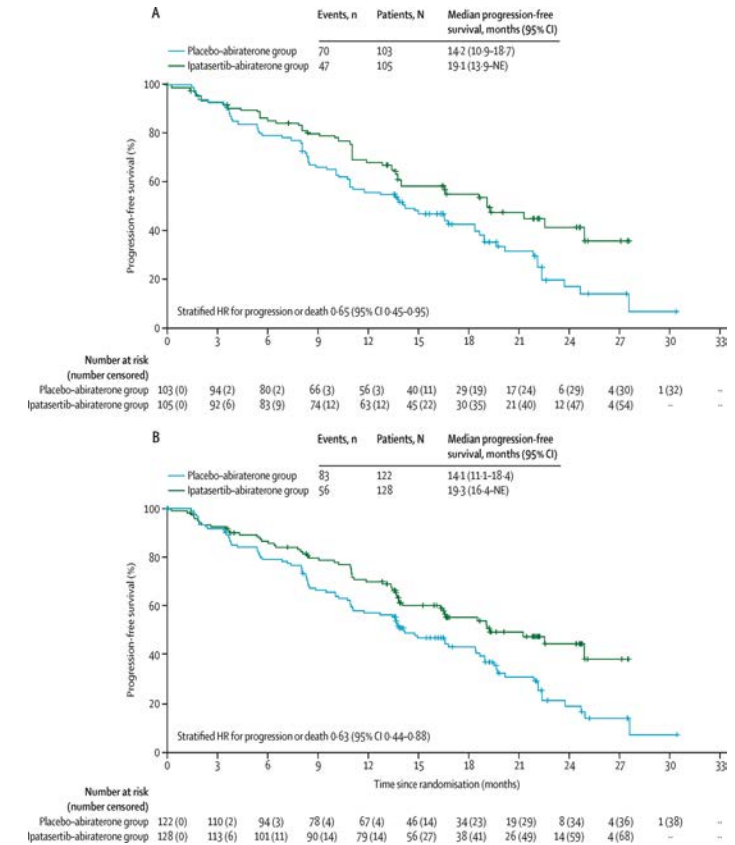 A
Events, n Patients, N Median progression-free
survival, months (95% CI)
Placebo–abiraterone group 70 103 14·2 (10·9–18·7)
Ipatasertib–abiraterone group 47 105 19·1 (13·9–NE)
Progression-free survival (%)
100
80
60
40
20
0
Stratified HR for progression or death 0·65 (95% CI 0·45–0·95)
0 3 6 9 12 15 18 21 24 27 30 33
Number at risk
(number censored)
Placebo–abiraterone group 103 (0) 94 (2) 80 (2) 66 (3) 56 (3) 40 (11) 29 (19) 17 (24) 6 (29) 4 (30) 1 (32) ··
Ipatasertib–abiraterone group 105 (0) 92 (6) 83 (9) 74 (12) 63 (12) 45 (22) 30 (35) 21 (40) 12 (47) 4 (54) ·· ··
B
Events, n Patients, N Median progression-free
survival, months (95% CI)
Placebo–abiraterone group 83 122 14·1 (11·1–18·4)
Ipatasertib–abiraterone group 56 128 19·3 (16·4–NE)
Progression-free survival (%)
100
80
60
40
20
0
Stratified HR for progression or death 0·63 (95% CI 0·44–0·88)
0 3 6 9 12 15 18 21 24 27 30 33
Time since randomisation (months)
Number at risk
(number censored)
Placebo–abiraterone group 122 (0) 110 (2) 94 (3) 78 (4) 67 (4) 46 (14) 34 (23) 19 (29) 8 (34) 4 (36) 1 (38) ··
Ipatasertib–abiraterone group 128 (0) 113 (6) 101 (11) 90 (14) 79 (14) 56 (27) 38 (41) 26 (49) 14 (59) 4 (68) ·· ··